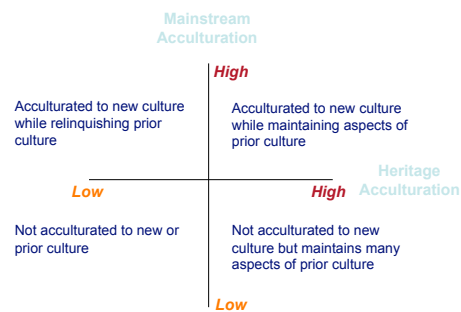 Mainstream
Acculturation
High
Acculturated to new culture
while relinquishing prior
culture
Acculturated to new culture
while maintaining aspects of
prior culture
Heritage
Acculturation
Low
High
Not acculturated to new or
prior culture
Not acculturated to new
culture but maintains many
aspects of prior culture
Low